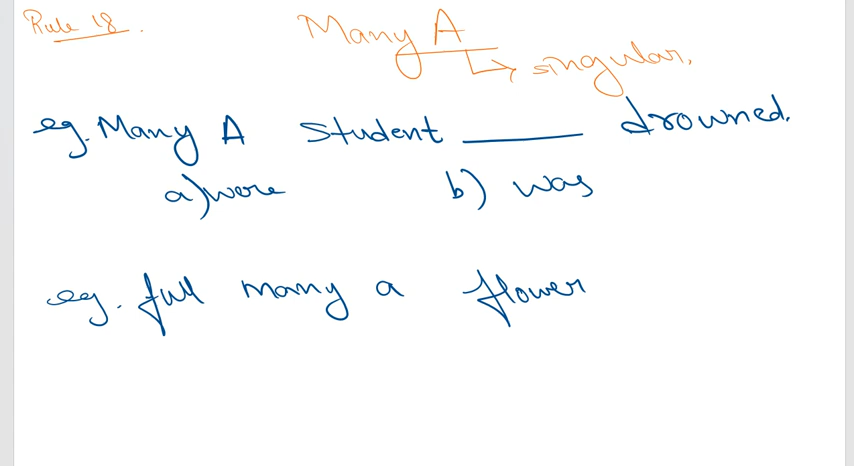 Rule 18.
Many A
→ singular.
eg. Many A student ______ drowned.
a) were b) was
eg. full many a flower